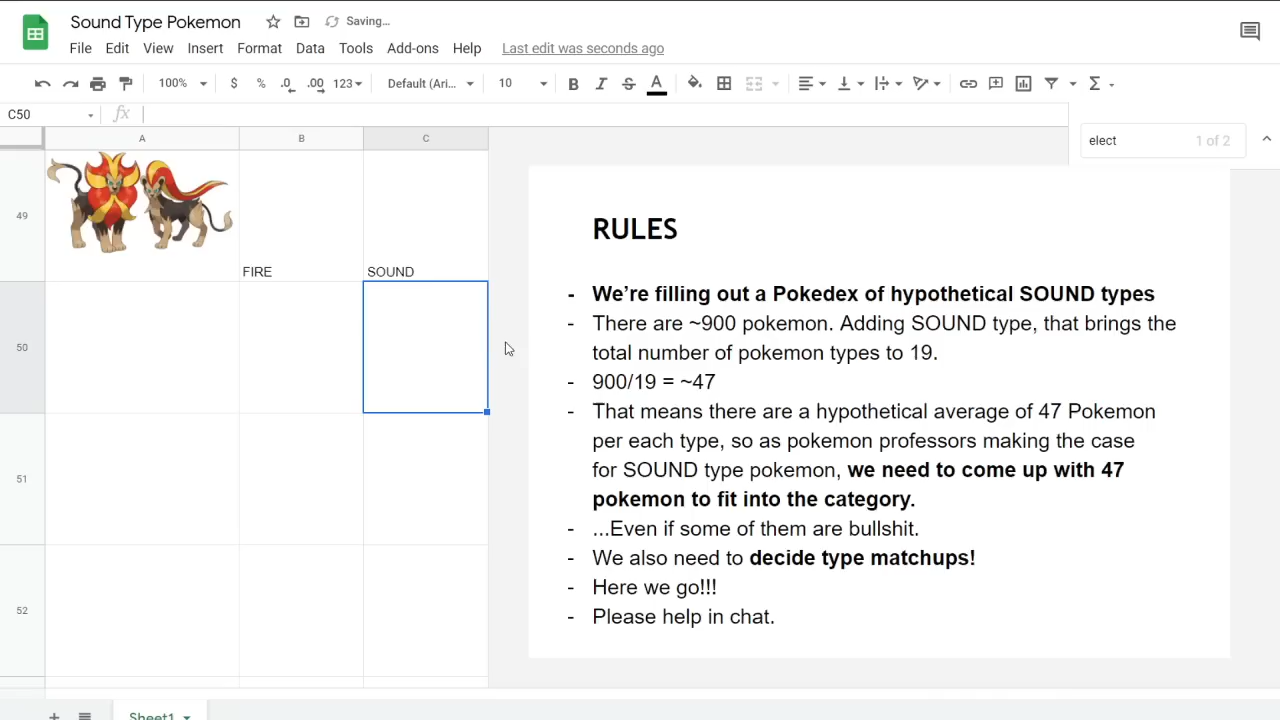 Sound Type Pokemon Saving…
File Edit View Insert Format Data Tools Add-ons Help Last edit was seconds ago
100% $ % .0 .00 123 Default (Ari... 10 B I S A
C50 fx
elect 1 of 2
A B C
49
FIRE SOUND
50
51
52
RULES
- We’re filling out a Pokedex of hypothetical SOUND types
- There are ~900 pokemon. Adding SOUND type, that brings the
total number of pokemon types to 19.
- 900/19 = ~47
- That means there are a hypothetical average of 47 Pokemon
per each type, so as pokemon professors making the case
for SOUND type pokemon, we need to come up with 47
pokemon to fit into the category.
- ...Even if some of them are bullshit.
- We also need to decide type matchups!
- Here we go!!!
- Please help in chat.
Sheet1